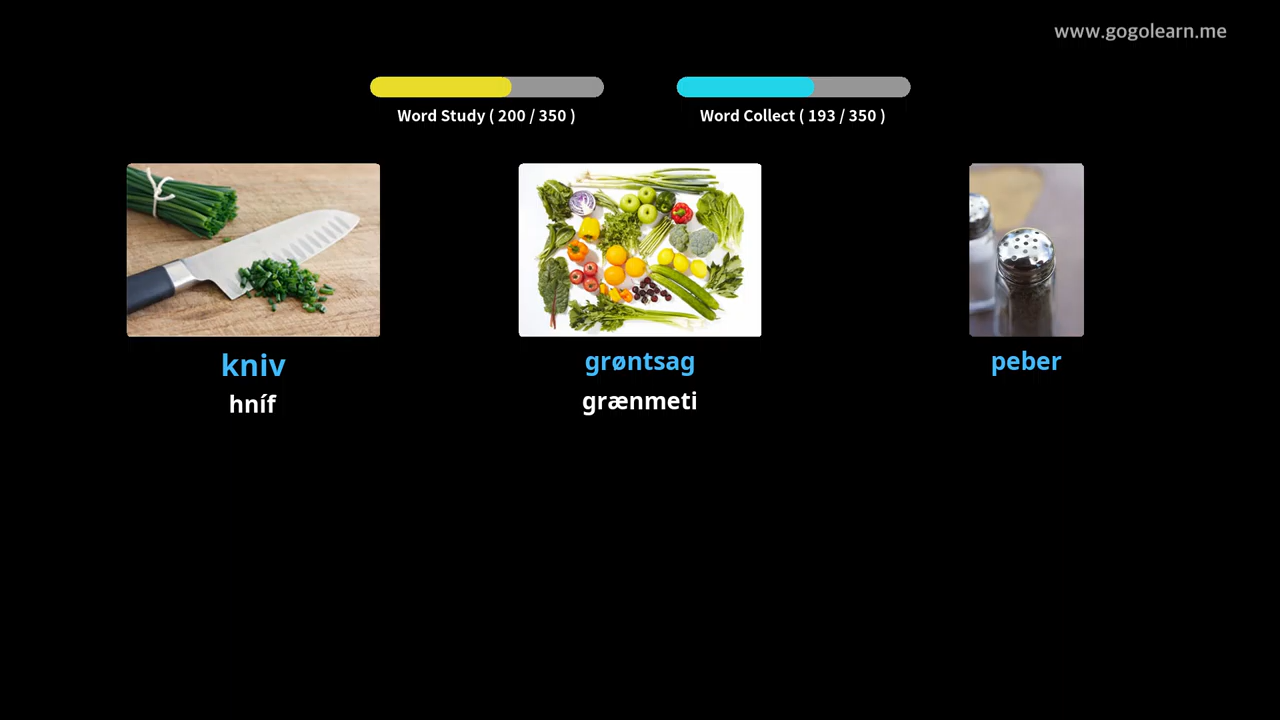 www.gogolearn.me
Word Study ( 200 / 350 )
Word Collect ( 193 / 350 )
kniv
hníf
grøntsag
grænmeti
peber